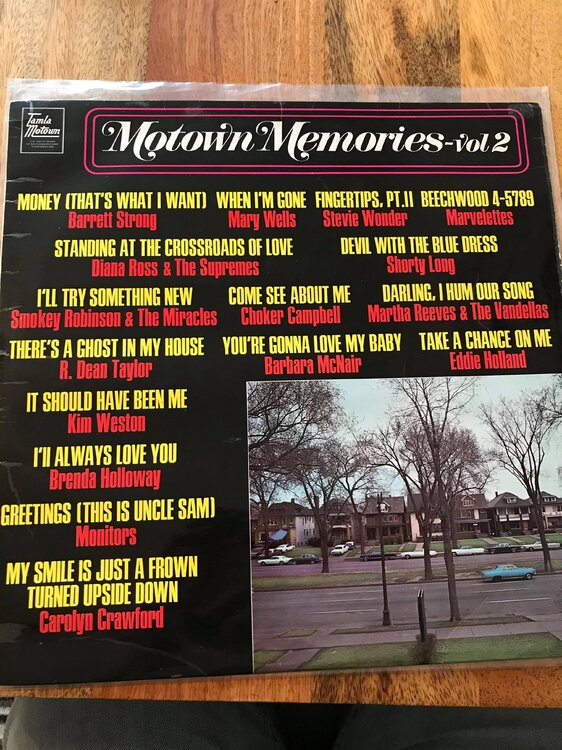 Tamla
Motown
Motown Memories-vol 2
MONEY (THAT'S WHAT I WANT)
Barrett Strong
WHEN I'M GONE
Mary Wells
FINGERTIPS, PT.II
Stevie Wonder
BEECHWOOD 4-5789
Marvelettes
STANDING AT THE CROSSROADS OF LOVE
Diana Ross & The Supremes
DEVIL WITH THE BLUE DRESS
Shorty Long
I'LL TRY SOMETHING NEW
Smokey Robinson & The Miracles
COME SEE ABOUT ME
Choker Campbell
DARLING, I HUM OUR SONG
Martha Reeves & The Vandellas
THERE'S A GHOST IN MY HOUSE
R. Dean Taylor
YOU'RE GONNA LOVE MY BABY
Barbara McNair
TAKE A CHANCE ON ME
Eddie Holland
IT SHOULD HAVE BEEN ME
Kim Weston
I'll ALWAYS LOVE YOU
Brenda Holloway
GREETINGS (THIS IS UNCLE SAM)
Monitors
MY SMILE IS JUST A FROWN
TURNED UPSIDE DOWN
Carolyn Crawford